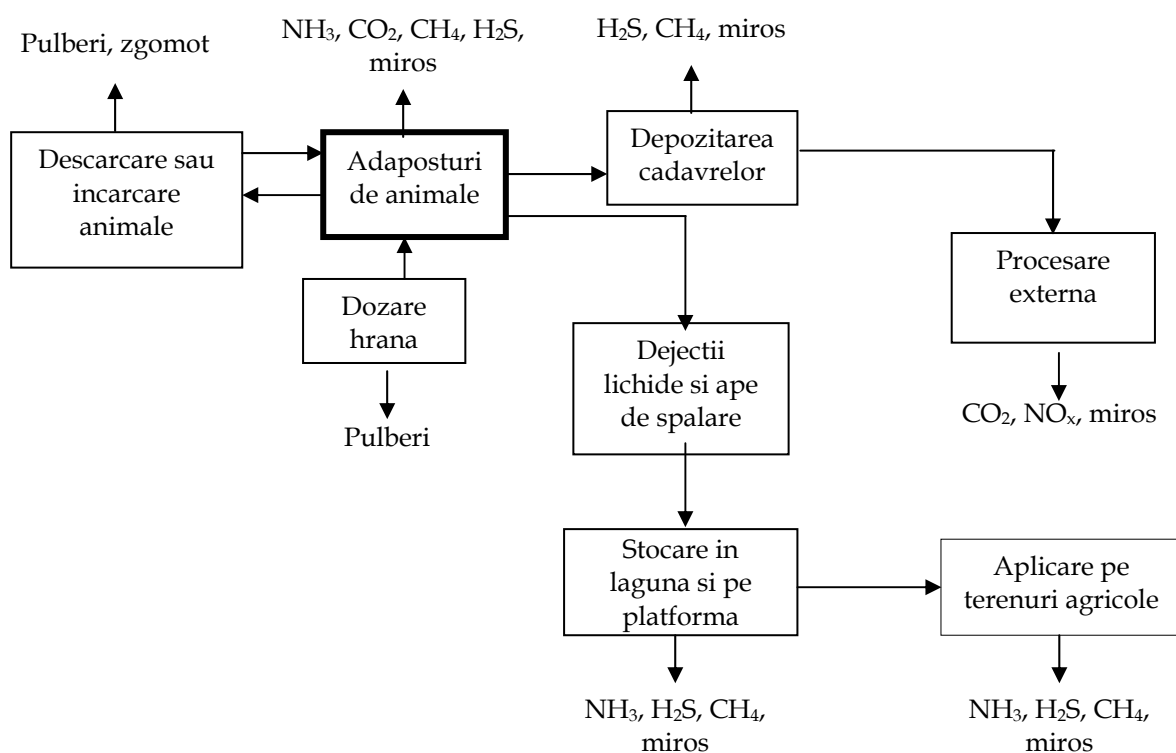 Pulberi, zgomot
NH₃, CO₂, CH₄, H₂S,
miros
H₂S, CH₄, miros
Descarcare sau
incarcare
animale
Adaposturi
de animale
Depozitarea
cadavrelor
Procesare
externa
Dozare
hrana
Dejectii
lichide si ape
de spalare
CO₂, NOₓ, miros
Pulberi
Stocare in
laguna si pe
platforma
Aplicare pe
terenuri agricole
NH₃, H₂S, CH₄,
miros
NH₃, H₂S, CH₄,
miros